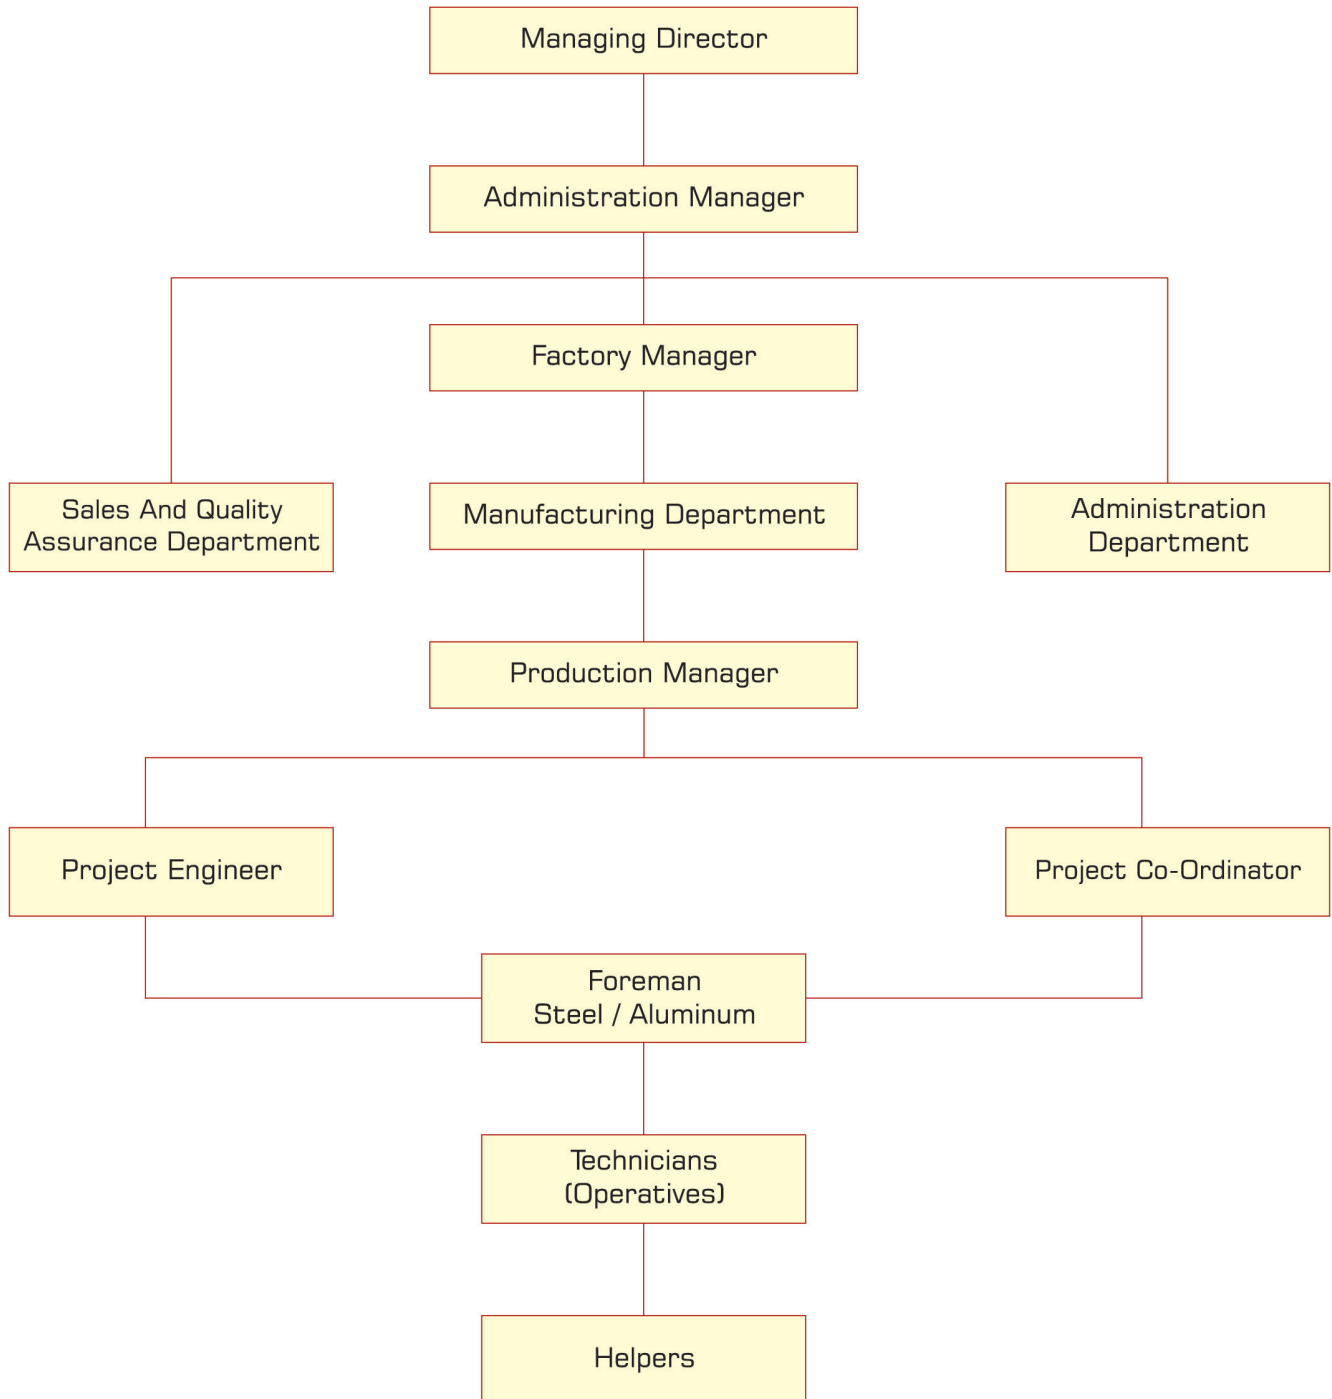 Managing Director
Administration Manager
Factory Manager
Sales And Quality
Assurance Department
Manufacturing Department
Administration
Department
Production Manager
Project Engineer
Project Co-Ordinator
Foreman
Steel / Aluminum
Technicians
(Operatives)
Helpers